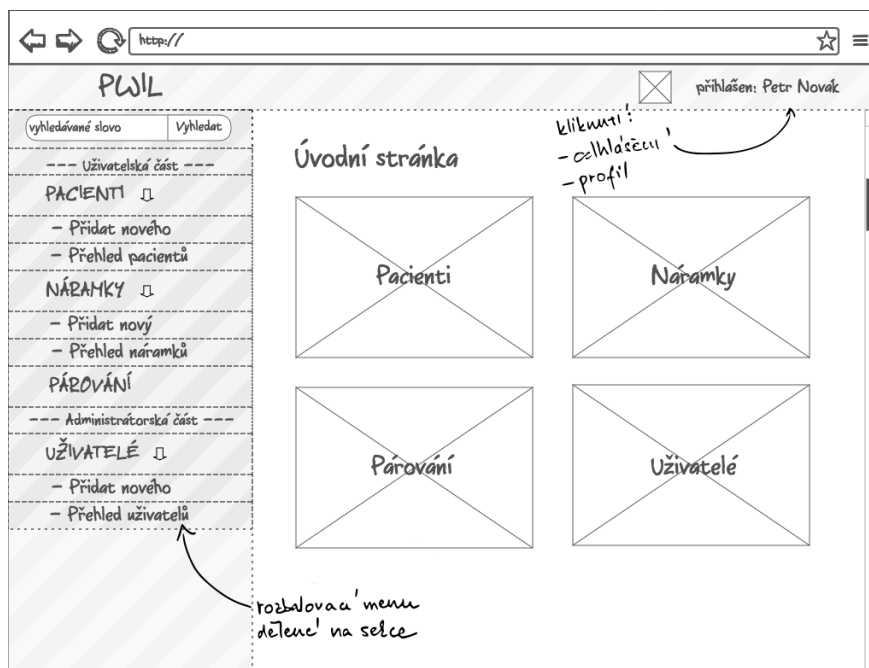 http://
PWIL
přihlášen: Petr Novák
vyhledávané slovo
Vyhledat
--- Uživatelská část ---
PACIENTI
- Přidat nového
- Přehled pacientů
NÁRAMKY
- Přidat nový
- Přehled náramků
PÁROVÁNÍ
--- Administrátorská část ---
UŽIVATELÉ
- Přidat nového
- Přehled uživatelů
kliknutí:
- odhlášení
- profil
Úvodní stránka
Pacienti
Náramky
Párování
Uživatelé
rozbalovací menu
dělené na sekce